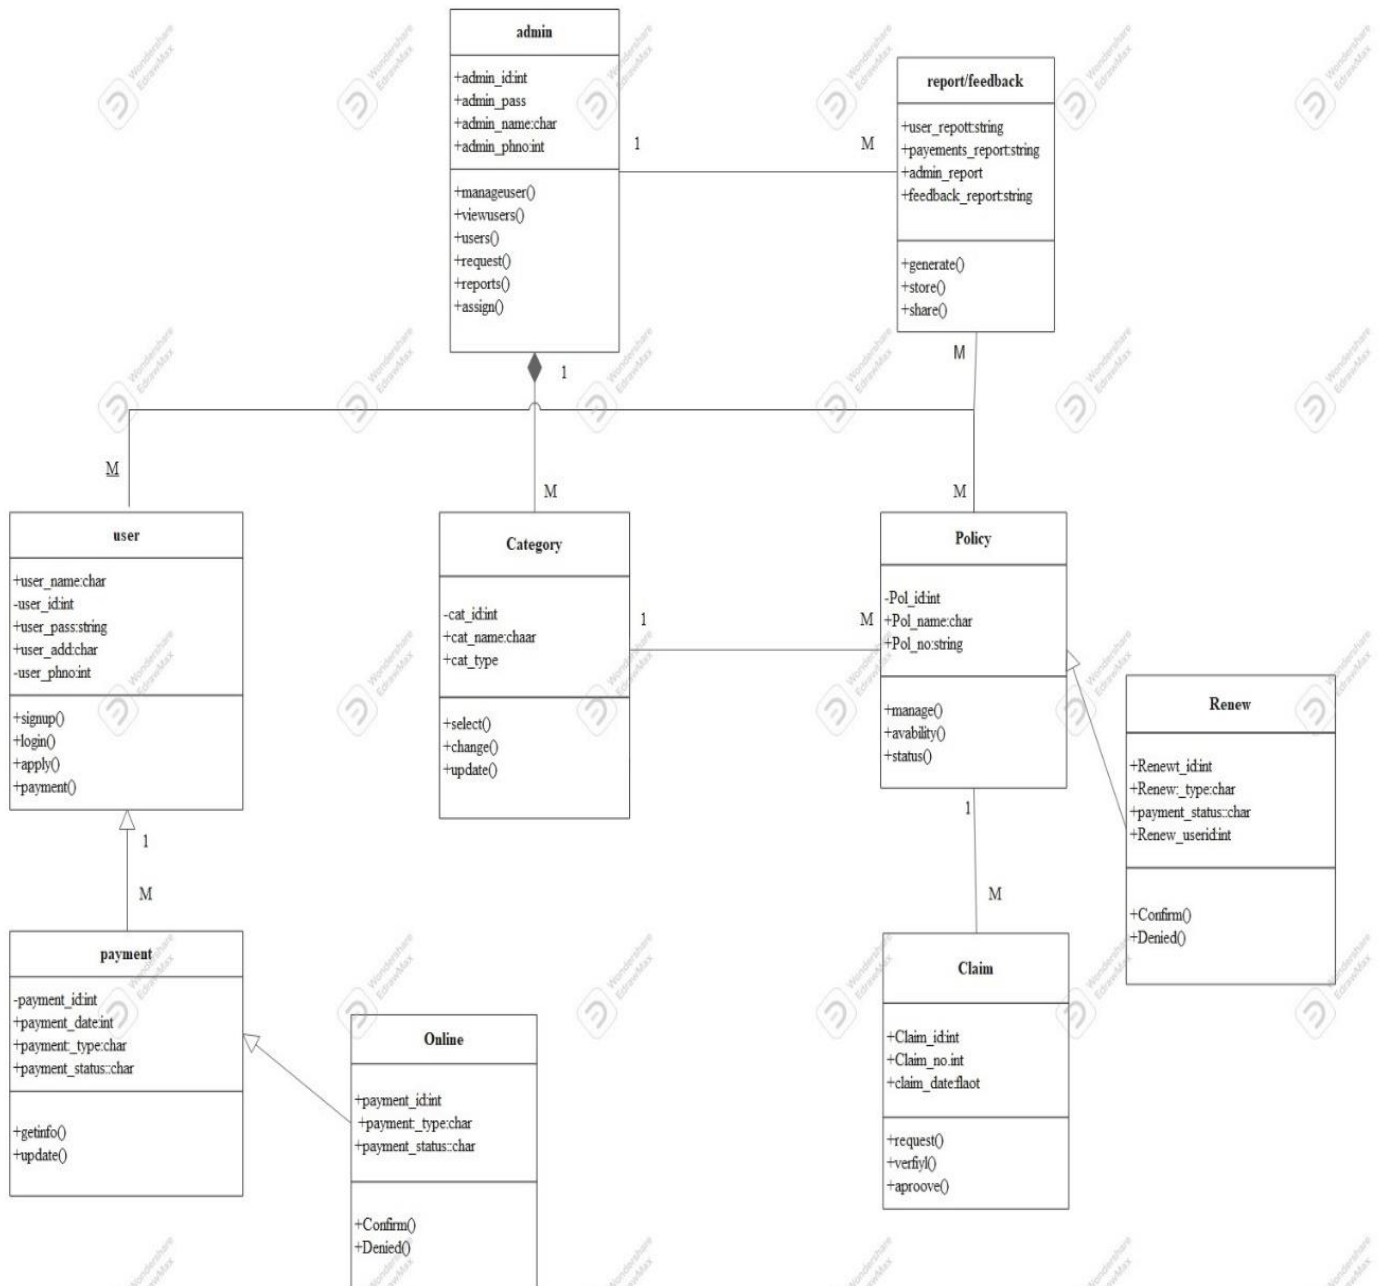 admin
+admin_id:int
+admin_pass
+admin_name:char
+admin_phno:int
+manageuser()
+viewusers()
+users()
+request()
+reports()
+assign()
1
M
report/feedback
+user_repott:string
+payements_report:string
+admin_report
+feedback_report:string
+generate()
+store()
+share()
M
1
M
M
M
user
+user_name:char
-user_id:int
+user_pass:string
+user_add:char
-user_phno:int
+signup()
+login()
+apply()
+payment()
Category
-cat_id:int
+cat_name:chaar
+cat_type
+select()
+change()
+update()
1
M
Policy
-Pol_id:int
+Pol_name:char
+Pol_no:string
+manage()
+avability()
+status()
Renew
+Renewt_id:int
+Renew:_type:char
+payment_status::char
+Renew_userid:int
+Confirm()
+Denied()
1
M
1
M
payment
-payment_id:int
+payment_date:int
+payment:_type:char
+payment_status::char
+getinfo()
+update()
Online
+payment_id:int
+payment:_type:char
+payment_status::char
+Confirm()
+Denied()
Claim
+Claim_id:int
+Claim_no.int
+claim_date:flaot
+request()
+verfiyl()
+aproove()
Wondershare
EdrawMax